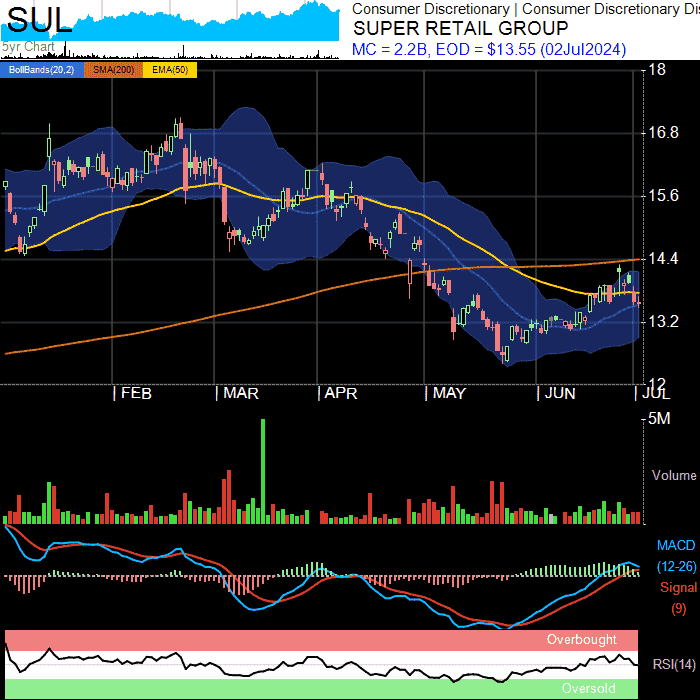 SUL
5yr Chart
Consumer Discretionary | Consumer Discretionary Dis
SUPER RETAIL GROUP
MC = 2.2B, EOD = $13.55 (02Jul2024)
BollBands(20,2) SMA(200) EMA(50)
18
16.8
15.6
14.4
13.2
12
FEB MAR APR MAY JUN JUL
5M
Volume
MACD
(12-26)
Signal
(9)
Overbought
RSI(14)
Oversold